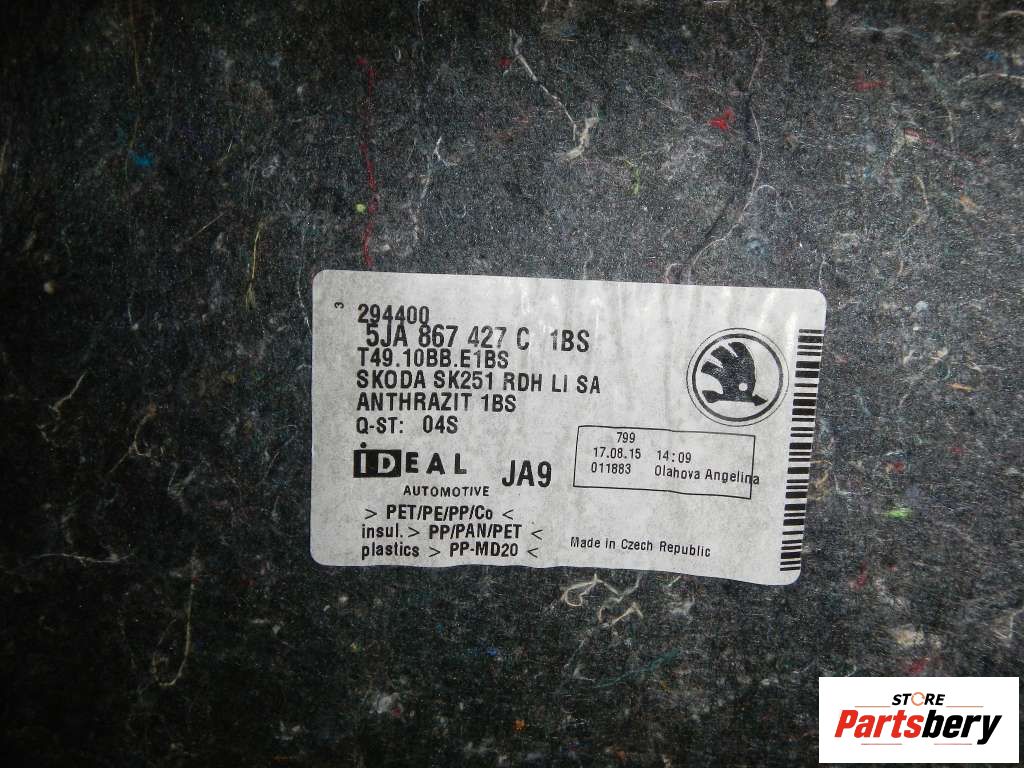 3
294400
5JA 867 427 C 1BS
T49.10BB.E1BS
SKODA SK251 RDH LI SA
ANTHRAZIT 1BS
Q-ST: 04S
799
17.08.15 14:09
011883 Olahova Angelina
iDEAL JA9
AUTOMOTIVE
> PET/PE/PP/Co <
insul. > PP/PAN/PET <
plastics > PP-MD20 <
Made in Czech Republic
STORE
Partsbery